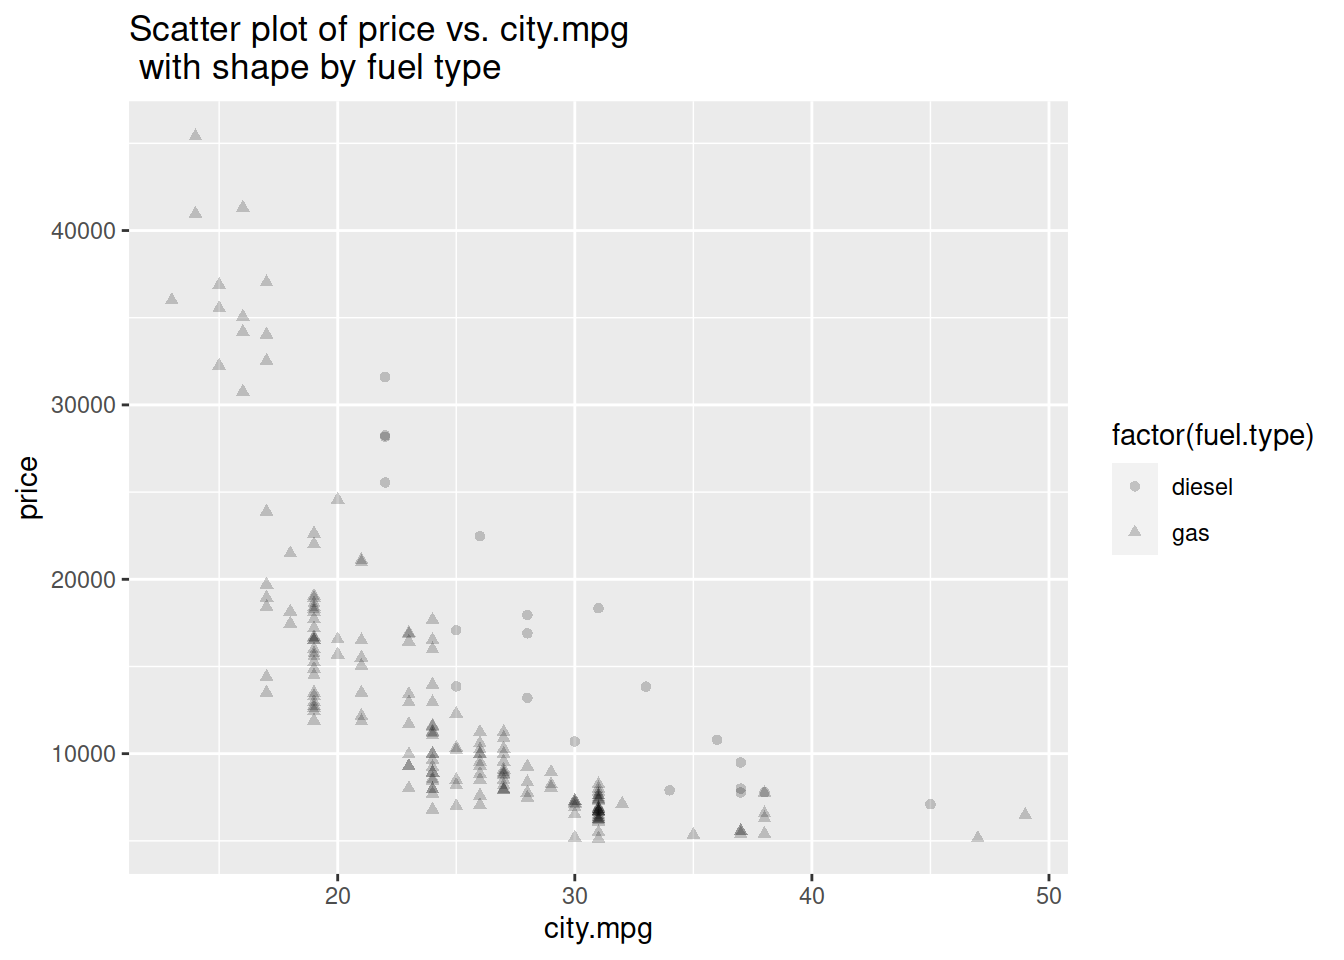 Scatter plot of price vs. city.mpg
with shape by fuel type
40000
30000
20000
10000
price
20
30
40
50
city.mpg
factor(fuel.type)
diesel
gas